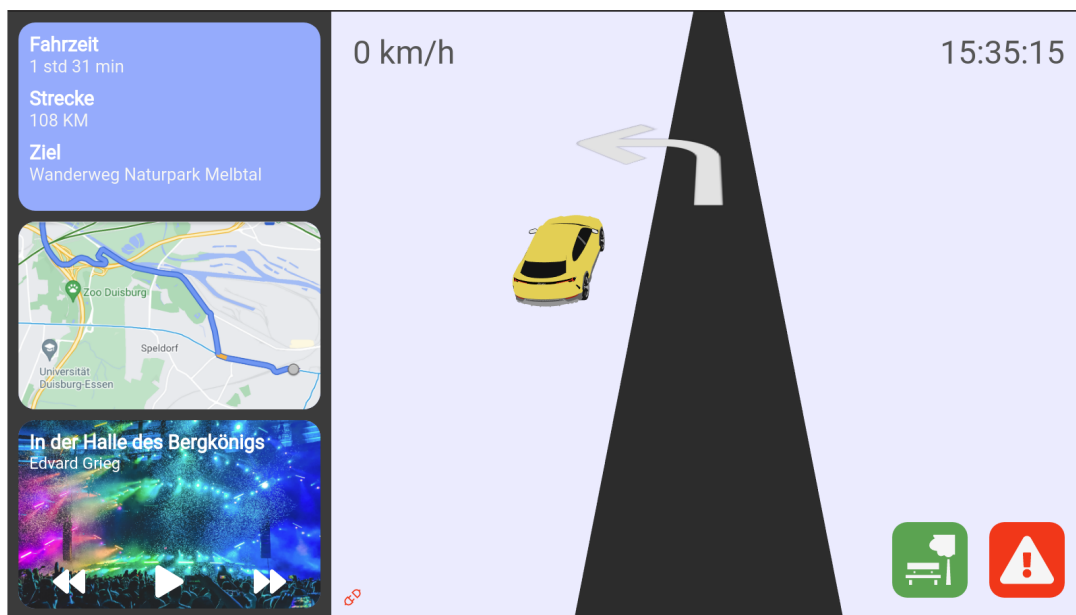 Fahrzeit
1 std 31 min
Strecke
108 KM
Ziel
Wanderweg Naturpark Melbtal
Zoo Duisburg
Speldorf
Universität
Duisburg-Essen
In der Halle des Bergkönigs
Edvard Grieg
0 km/h
15:35:15